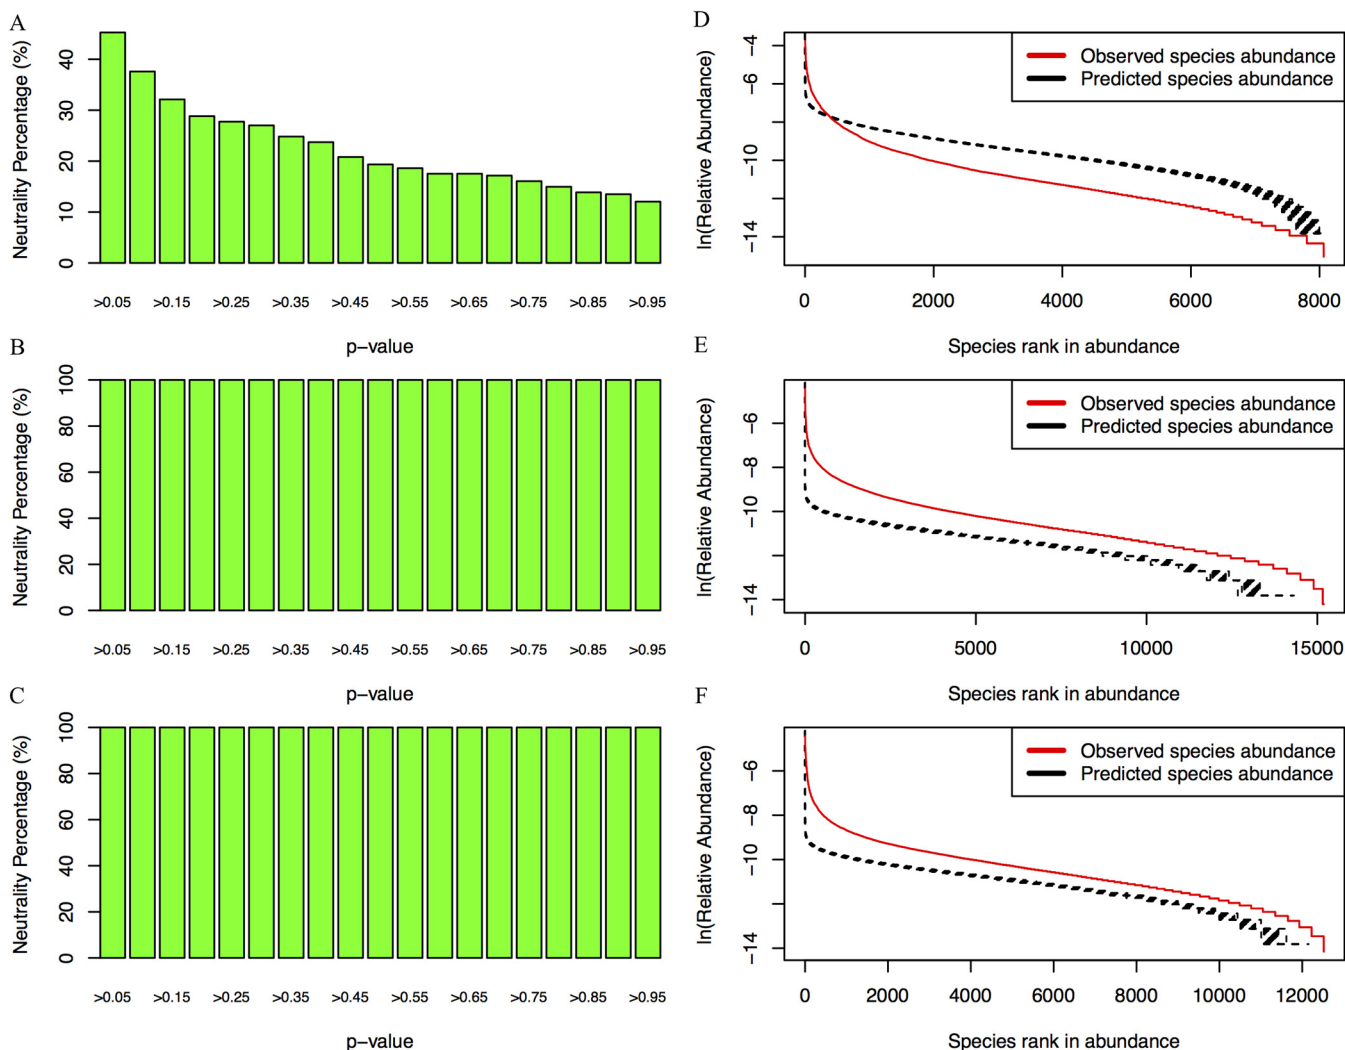 A
Neutrality Percentage (%)
40
30
20
10
0
>0.05 >0.15 >0.25 >0.35 >0.45 >0.55 >0.65 >0.75 >0.85 >0.95
p−value
D
ln(Relative Abundance)
−4
−6
−10
−14
Observed species abundance
Predicted species abundance
0 2000 4000 6000 8000
Species rank in abundance
B
Neutrality Percentage (%)
100
80
60
40
20
0
>0.05 >0.15 >0.25 >0.35 >0.45 >0.55 >0.65 >0.75 >0.85 >0.95
p−value
E
ln(Relative Abundance)
−6
−8
−10
−14
Observed species abundance
Predicted species abundance
0 5000 10000 15000
Species rank in abundance
C
Neutrality Percentage (%)
100
80
60
40
20
0
>0.05 >0.15 >0.25 >0.35 >0.45 >0.55 >0.65 >0.75 >0.85 >0.95
p−value
F
ln(Relative Abundance)
−6
−8
−10
−14
Observed species abundance
Predicted species abundance
0 2000 4000 6000 8000 10000 12000
Species rank in abundance